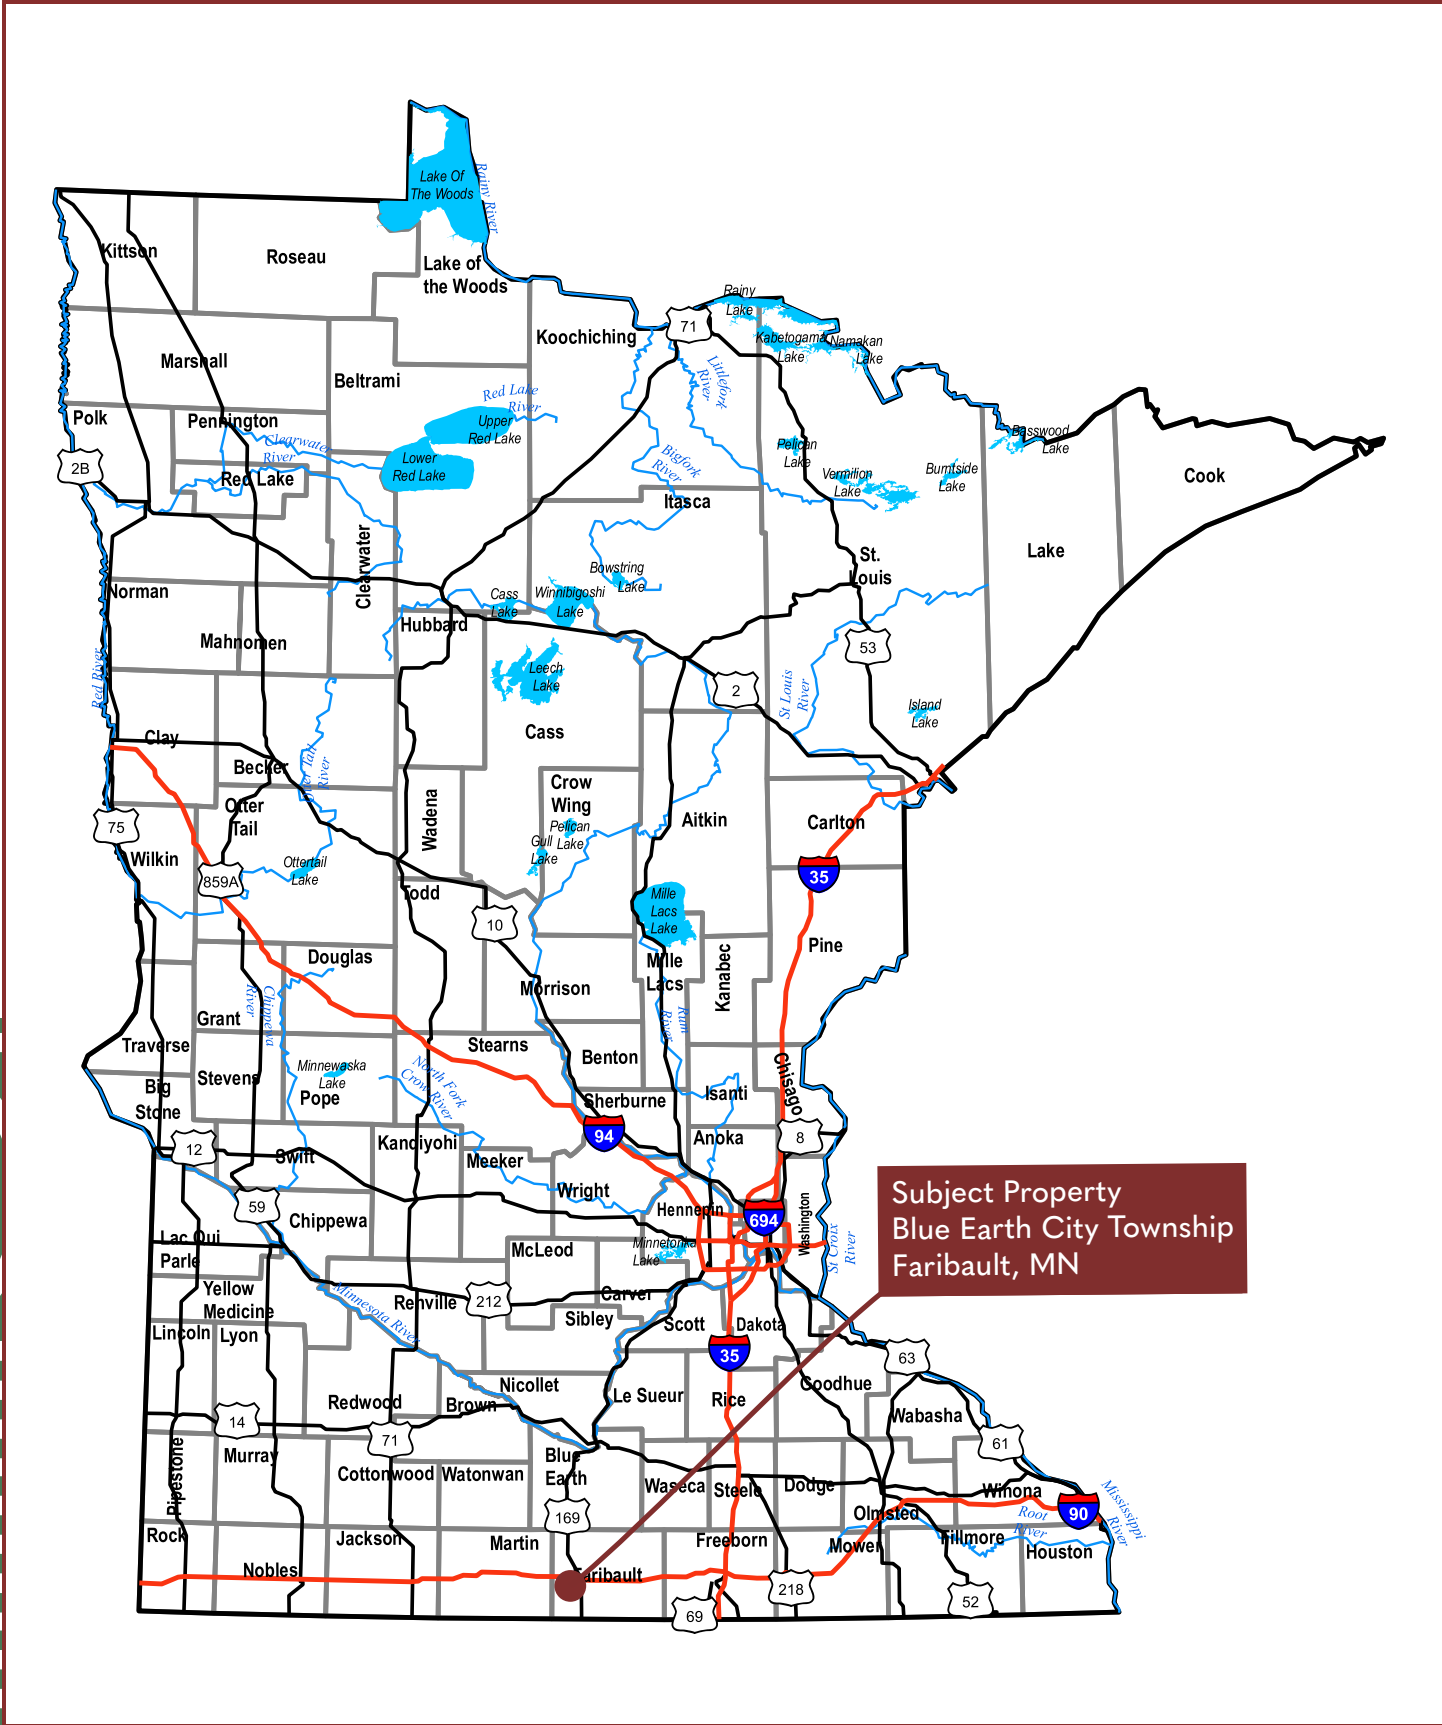 Lake Of
The Woods
Rainy River
Kittson
Roseau
Lake of
the Woods
Rainy
Lake
71
Koochiching
Kabetogama
Lake
Namakan
Lake
Marshall
Beltrami
Littlefork
River
Red Lake
River
Polk
Pennington
Upper
Red Lake
Clearwater
River
Basswood
Lake
Pelican
Lake
2B
Lower
Red Lake
Bigfork
River
Vermilion
Lake
Burntside
Lake
Cook
Red Lake
Itasca
Clearwater
St.
Louis
Lake
Bowstring
Lake
Norman
Cass
Lake
Winnibigoshi
Lake
Hubbard
Mahnomen
53
Red River
Leech
Lake
2
St Louis
River
Island
Lake
Cass
Clay
Becker
Otter Tail
River
Crow
Wing
Otter
Tail
Wadena
Aitkin
Carlton
75
Pelican
Lake
Gull
Lake
Wilkin
Ottertail
Lake
859A
35
Todd
Mille
Lacs
Lake
10
Pine
Douglas
Mille
Lacs
Kanabec
Morrison
Chippewa
River
Grant
Rum
River
Traverse
Stearns
Benton
Minnewaska
Lake
Stevens
Big
Stone
Pope
North Fork
Crow River
Sherburne
Isanti
Chisago
94
Anoka
8
12
Swift
Kandiyohi
Meeker
Wright
Subject Property
Blue Earth City Township
Faribault, MN
59
Chippewa
Hennepin
694
Washington
St Croix
River
Lac Qui
Parle
McLeod
Minnetonka
Lake
Yellow
Medicine
Minnesota River
Renville
212
Carver
Sibley
Scott
Dakota
Lincoln
Lyon
35
63
Nicollet
Redwood
Brown
Le Sueur
Rice
Goodhue
Wabasha
14
71
61
Pipestone
Murray
Cottonwood
Watonwan
Blue
Earth
Waseca
Steele
Dodge
Winona
Olmsted
169
90
Root
River
Mississippi
River
Rock
Jackson
Martin
Freeborn
Mower
Fillmore
Houston
Nobles
Faribault
218
69
52